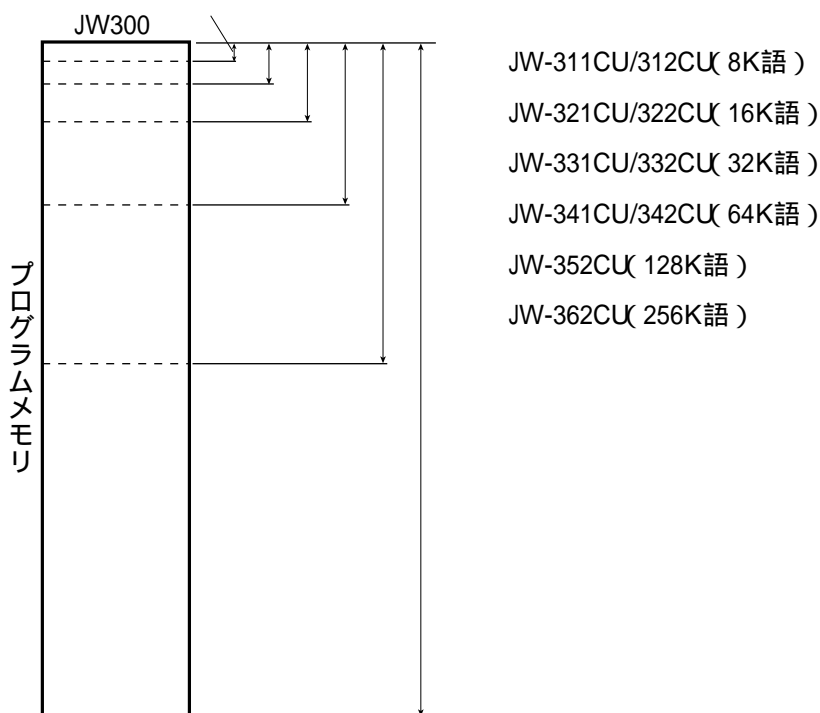 JW300
プログラムメモリ
JW-311CU/312CU( 8K語 )
JW-321CU/322CU( 16K語 )
JW-331CU/332CU( 32K語 )
JW-341CU/342CU( 64K語 )
JW-352CU( 128K語 )
JW-362CU( 256K語 )